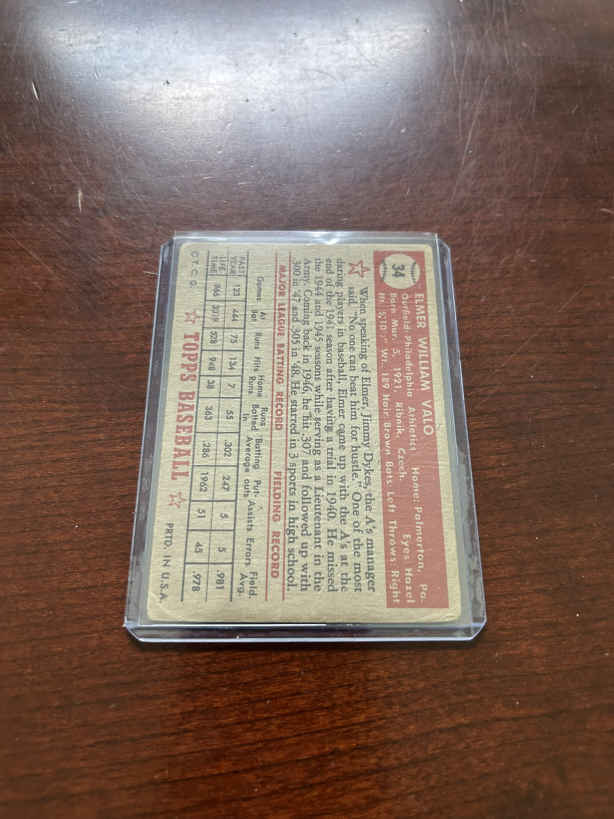 34
ELMER WILLIAM VALO
Outfield-Philadelphia Athletics Home: Palmerton, Pa.
Born Mar. 5, 1921, Ribnik, Czech. Eyes Hazel
Ht. 5'10½" Wt. 189 Hair Brown Bats Left Throws Right
When speaking of Elmer, Jimmy Dykes, the A's manager
said, "No one can beat him for hustle." One of the most
daring players in baseball, Elmer came up with the A's at the
end of the 1941 season after having a trial in 1940. He missed
the 1944 and 1945 seasons while serving as a Lieutenant in the
Army. Coming back in 1946, he hit .307 and followed up with
.300 in '47 and .305 in '48. He starred in 3 sports in high school.
MAJOR LEAGUE BATTING RECORD FIELDING RECORD
Games At Bat Runs Hits Home Runs Runs Batted In Batting Average Put-outs Assists Errors Field. Avg.
PAST YEAR 123 444 75 134 7 55 .302 247 5 5 .981
LIFE TIME 966 528 948 38 363 .286 1962 51 45 .978
© T. C. G. TOPPS BASEBALL PRTD. IN U.S.A.